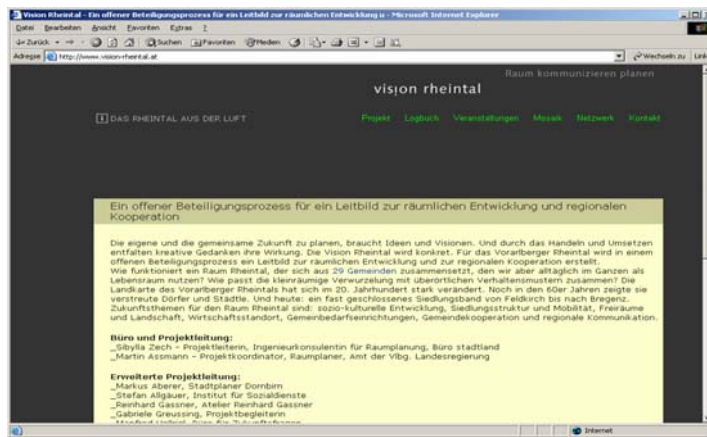 Vision Rheintal - Ein offener Beteiligungsprozess für ein Leitbild zur räumlichen Entwicklung u - Microsoft Internet Explorer
Datei Bearbeiten Ansicht Favoriten Extras ?
Zurück Suchen Favoriten Medien
Adresse http://www.vision-rheintal.at Wechseln zu Link
Raum kommunizieren planen
vision rheintal
DAS RHEINTAL AUS DER LUFT
Projekt Logbuch Veranstaltungen Mosaik Netzwerk Kontakt
Ein offener Beteiligungsprozess für ein Leitbild zur räumlichen Entwicklung und regionalen
Kooperation
Die eigene und die gemeinsame Zukunft zu planen, braucht Ideen und Visionen. Und durch das Handeln und Umsetzen
entfalten kreative Gedanken ihre Wirkung. Die Vision Rheintal wird konkret. Für das Vorarlberger Rheintal wird in einem
offenen Beteiligungsprozess ein Leitbild zur räumlichen Entwicklung und zur regionalen Kooperation erstellt.
Wie funktioniert ein Raum Rheintal, der sich aus 29 Gemeinden zusammensetzt, den wir aber alltäglich im Ganzen als
Lebensraum nutzen? Wie passt die kleinräumige Verwurzelung mit überörtlichen Verhaltensmustern zusammen? Die
Landkarte des Vorarlberger Rheintals hat sich im 20. Jahrhundert stark verändert. Noch in den 60er Jahren zeigte sie
verstreute Dörfer und Städtle. Und heute: ein fast geschlossenes Siedlungsband von Feldkirch bis nach Bregenz.
Zukunftsthemen für den Raum Rheintal sind: sozio-kulturelle Entwicklung, Siedlungsstruktur und Mobilität, Freiräume
und Landschaft, Wirtschaftsstandort, Gemeinbedarfseinrichtungen, Gemeindekooperation und regionale Kommunikation.
Büro und Projektleitung:
_Sibylla Zech - Projektleiterin, Ingenieurkonsulentin für Raumplanung, Büro stadtland
_Martin Assmann - Projektkoordinator, Raumplaner, Amt der Vlbg. Landesregierung
Erweiterte Projektleitung:
_Markus Aberer, Stadtplaner Dornbirn
_Stefan Allgäuer, Institut für Sozialdienste
_Reinhard Gassner, Atelier Reinhard Gassner
_Gabriele Greussing, Projektbegleiterin
Büro für Zukunftsfragen
Internet